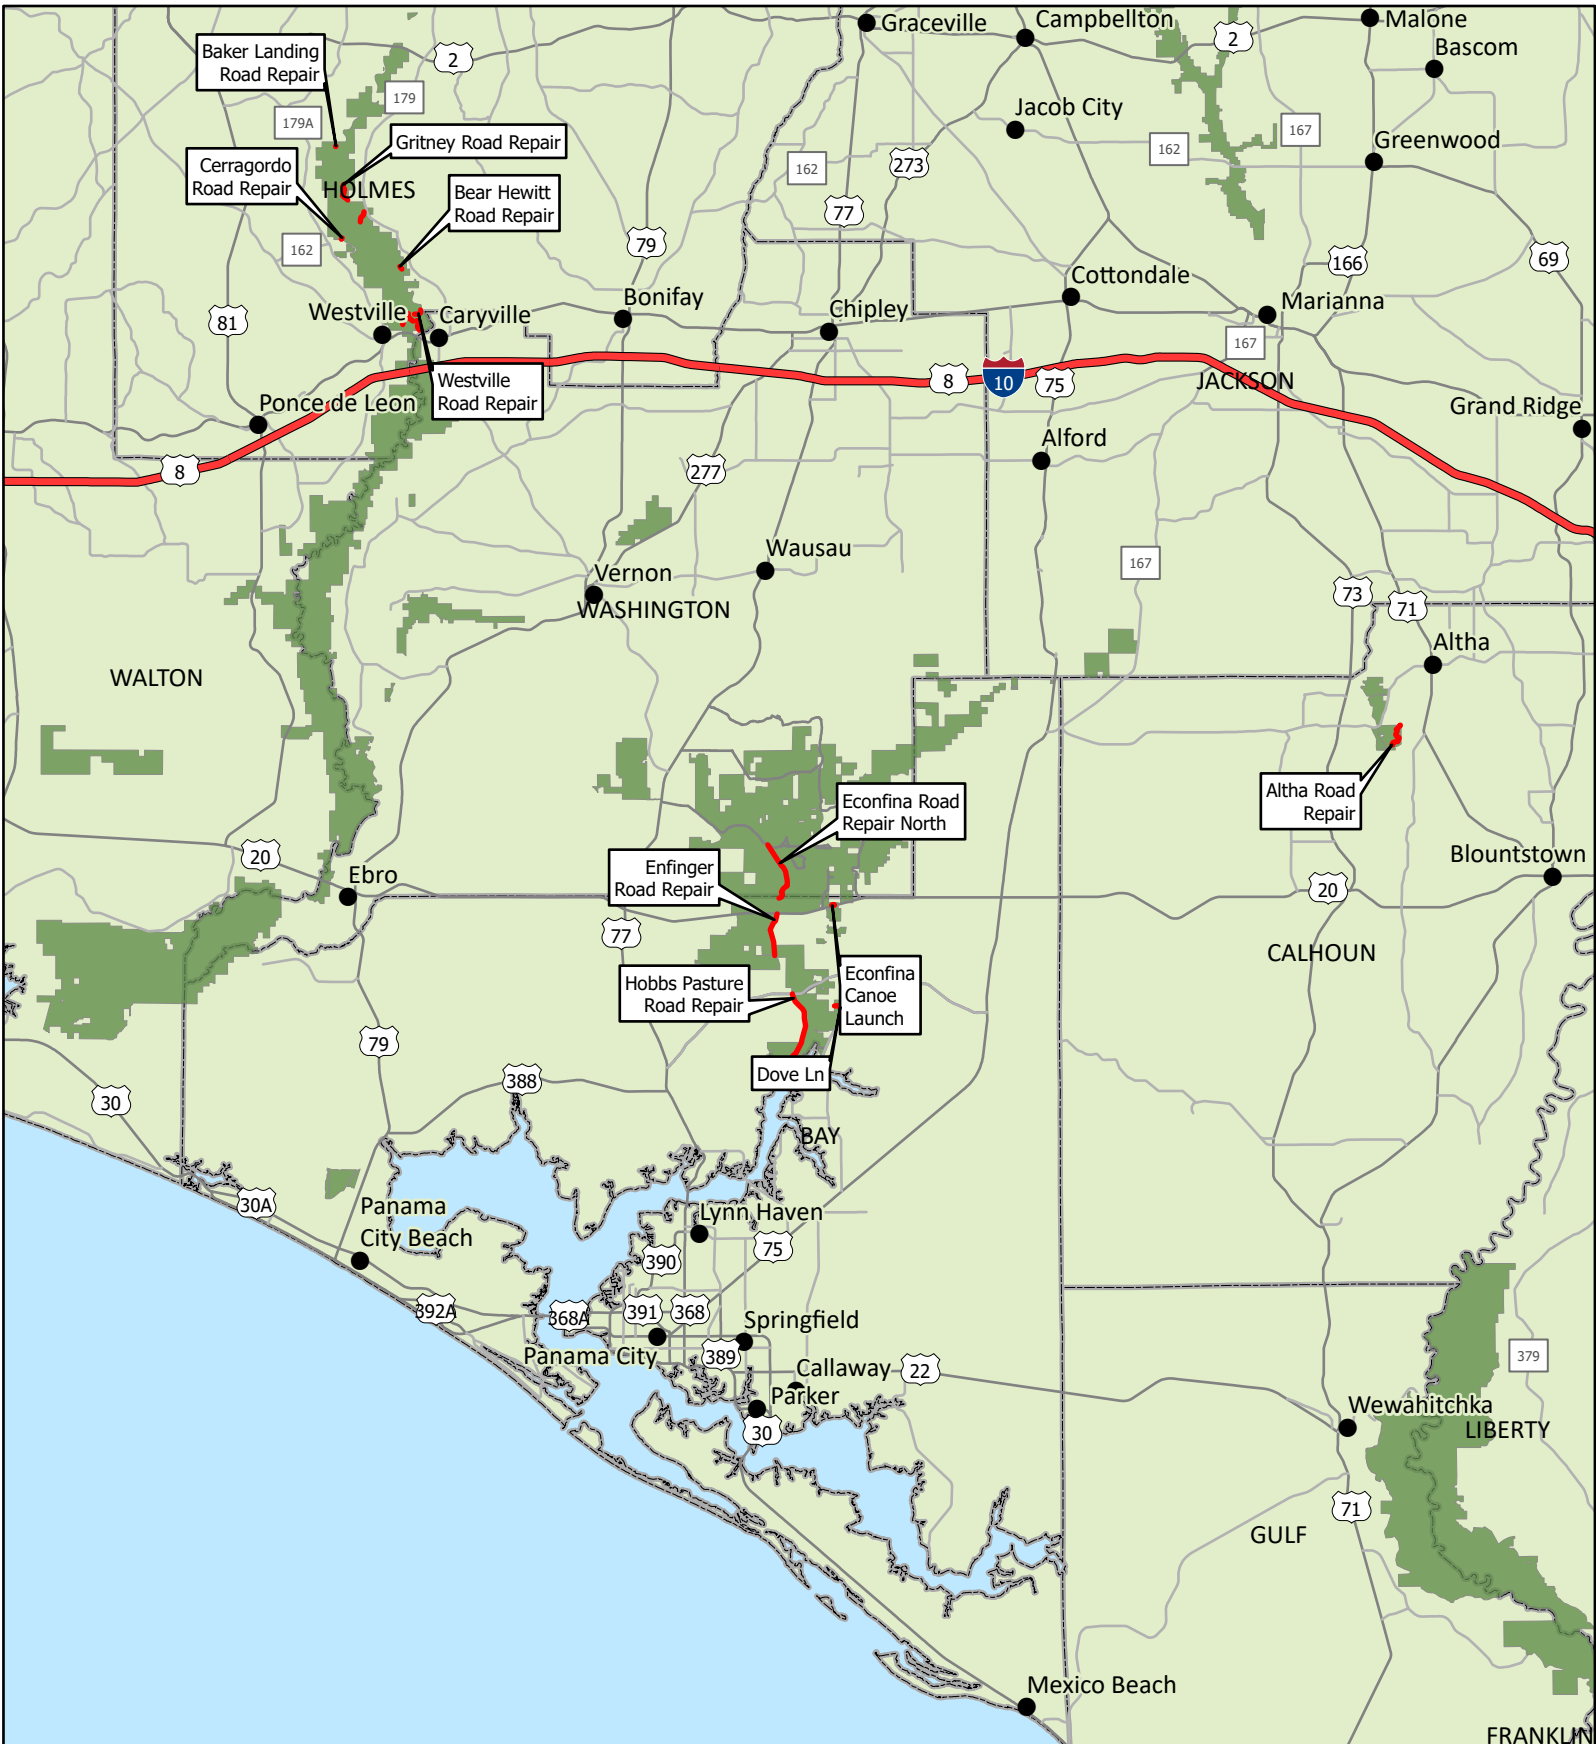 Graceville
Campbellton
Malone
2
Bascom
Baker Landing
Road Repair
2
179
179A
Jacob City
Gritney Road Repair
162
167
Greenwood
Cerragordo
Road Repair
HOLMES
162
273
Bear Hewitt
Road Repair
77
162
79
166
69
Cottondale
Bonifay
Chipley
Marianna
81
Westville
Caryville
167
Westville
Road Repair
8
10
75
JACKSON
Ponce de Leon
Grand Ridge
Alford
8
277
Wausau
167
Vernon
WASHINGTON
73
71
Altha
WALTON
Econfina Road
Repair North
Altha Road
Repair
20
Enfinger
Road Repair
Blountstown
Ebro
20
77
CALHOUN
Hobbs Pasture
Road Repair
Econfina
Canoe
Launch
79
Dove Ln
388
30
BAY
30A
Panama
City Beach
Lynn Haven
75
390
392A
368A
391
368
Springfield
Panama City
389
379
Callaway
22
Parker
30
Wewahitchka
LIBERTY
71
GULF
Mexico Beach
FRANKLIN